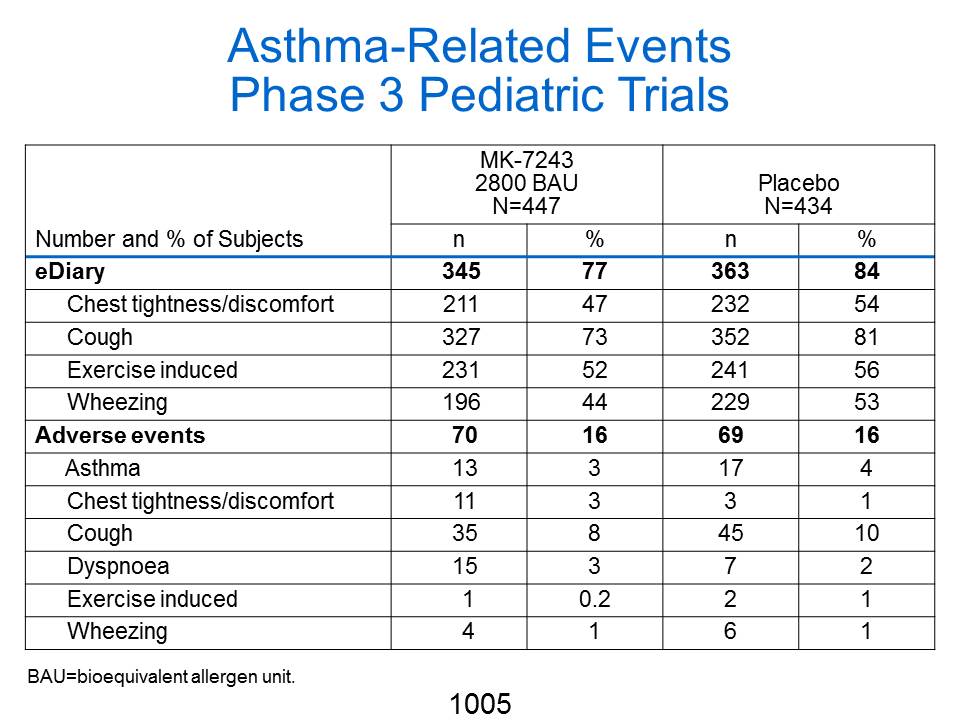 Asthma-Related Events
Phase 3 Pediatric Trials
MK-7243
2800 BAU
N=447
Placebo
N=434
Number and % of Subjects n % n %
eDiary 345 77 363 84
Chest tightness/discomfort 211 47 232 54
Cough 327 73 352 81
Exercise induced 231 52 241 56
Wheezing 196 44 229 53
Adverse events 70 16 69 16
Asthma 13 3 17 4
Chest tightness/discomfort 11 3 3 1
Cough 35 8 45 10
Dyspnoea 15 3 7 2
Exercise induced 1 0.2 2 1
Wheezing 4 1 6 1
BAU=bioequivalent allergen unit.
1005